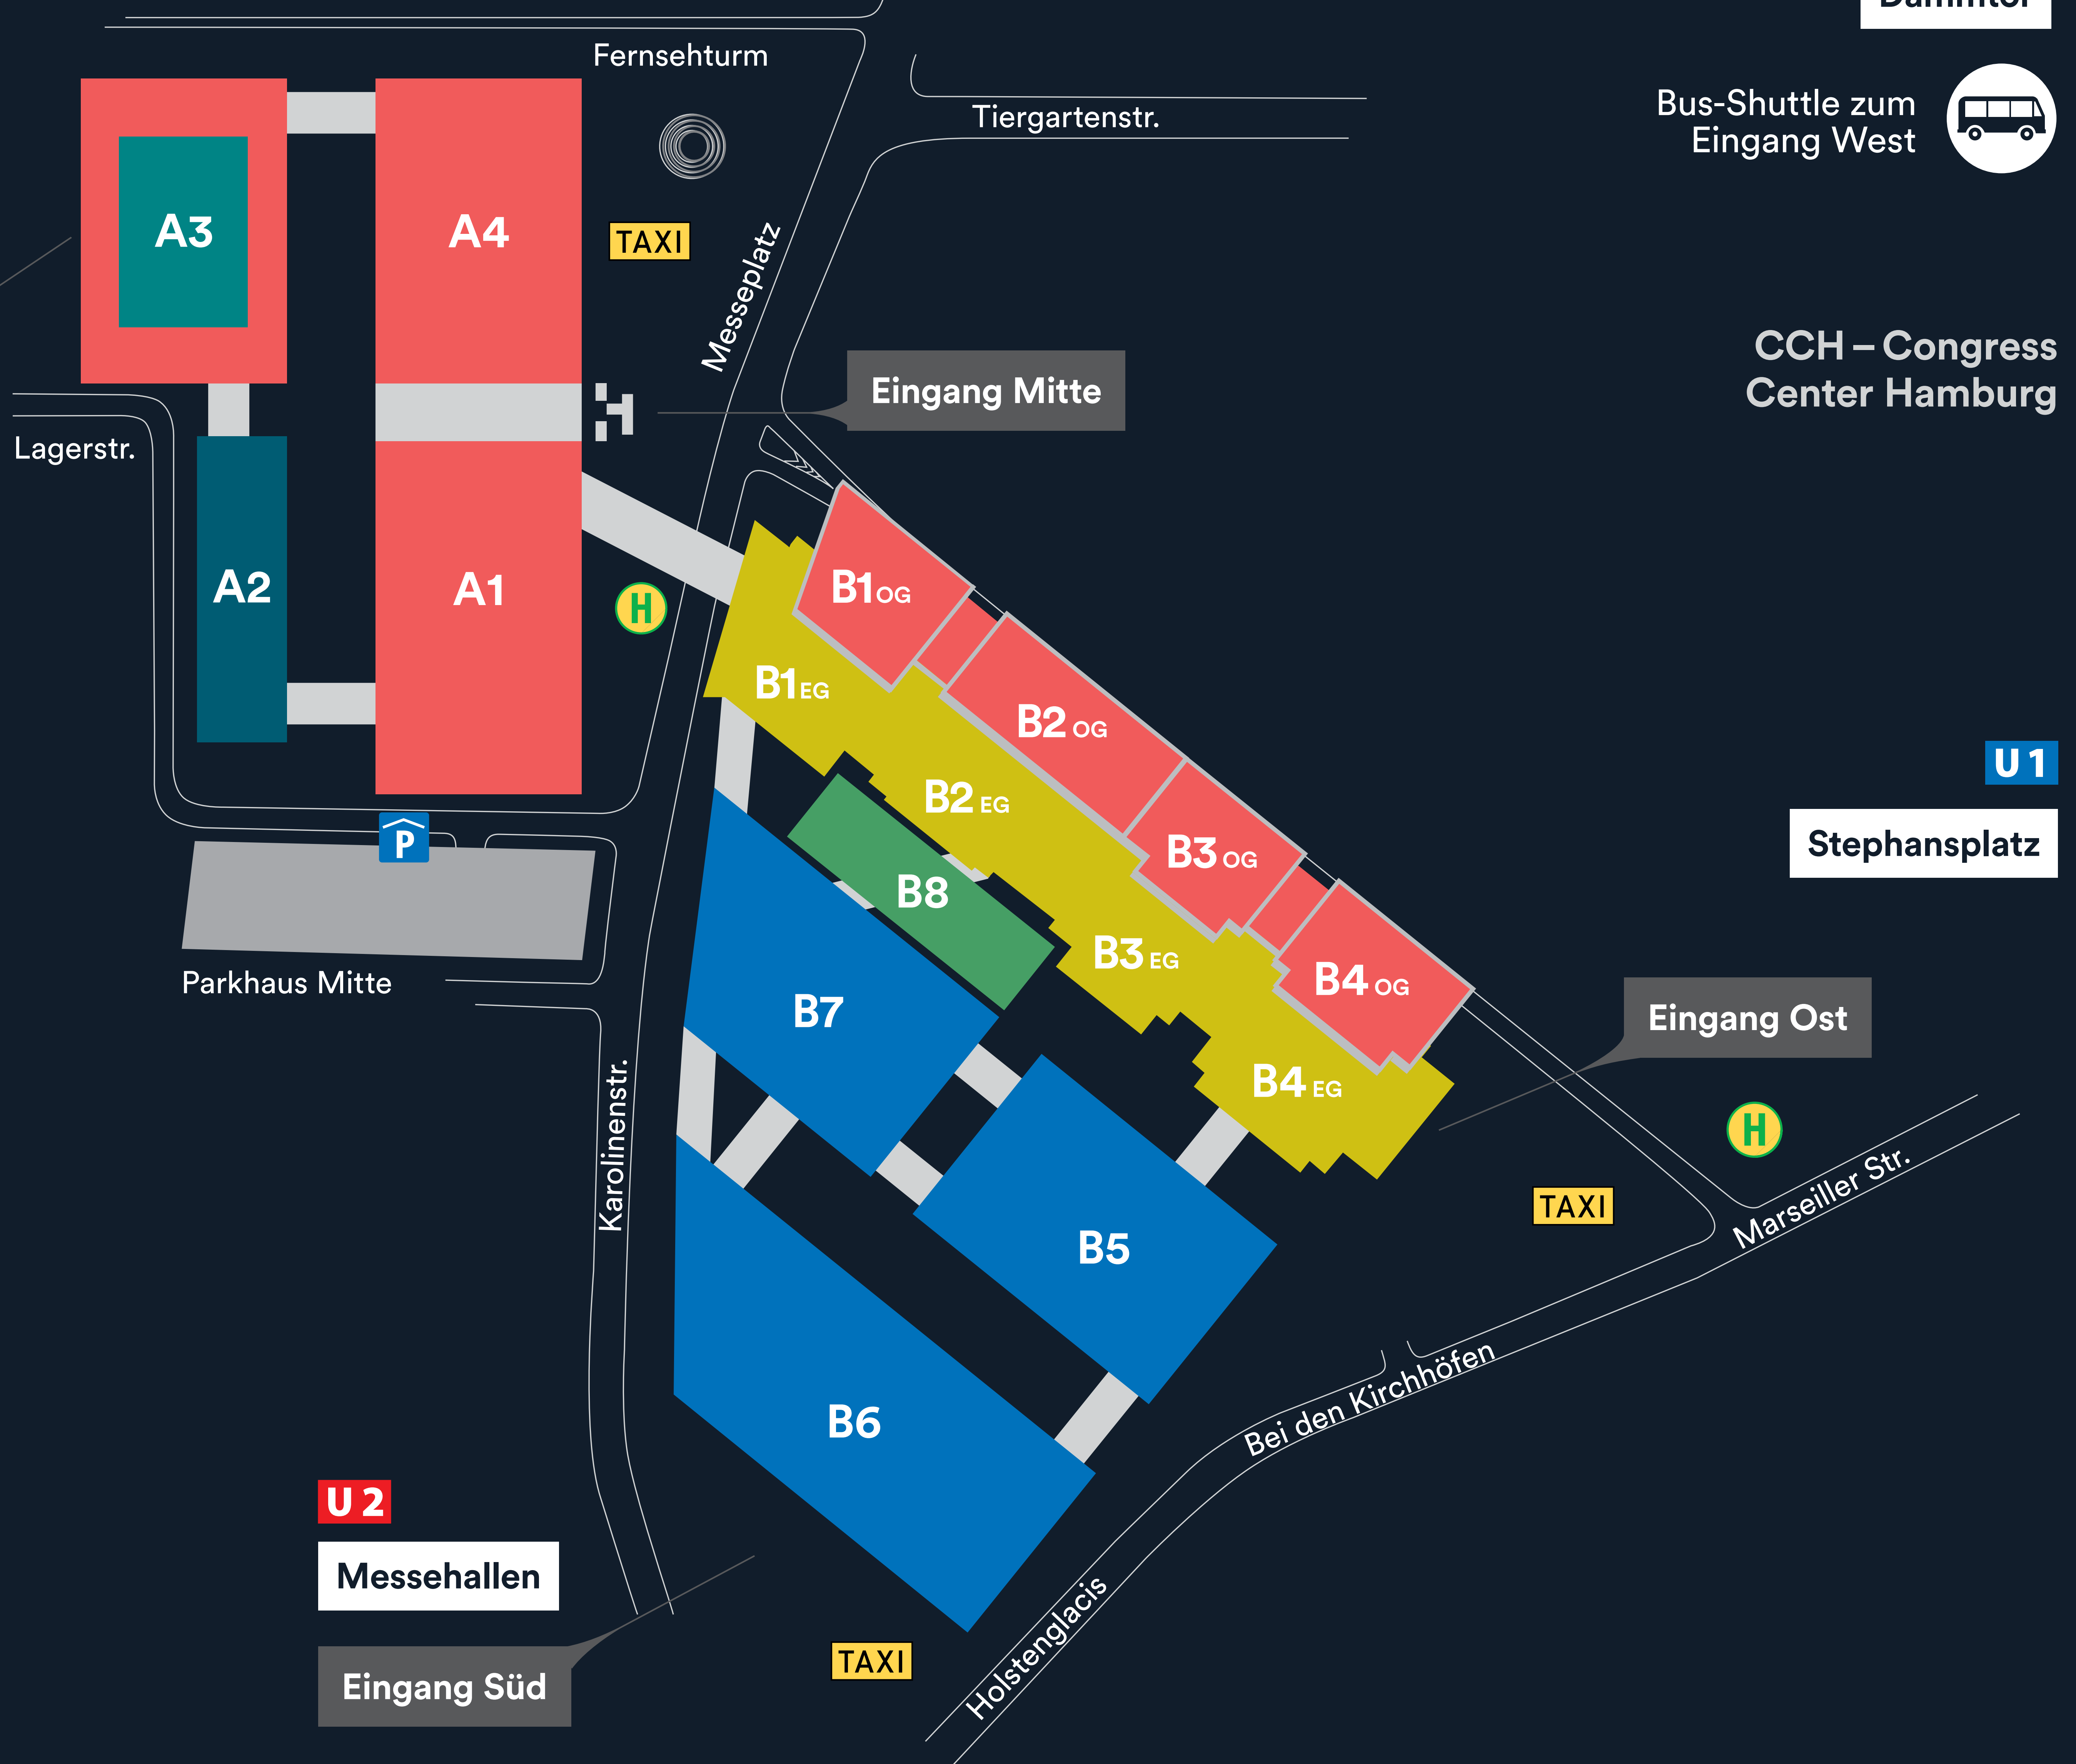 Dammtor
Fernsehturm
Tiergartenstr.
Bus-Shuttle zum
Eingang West
A3
A4
TAXI
Messeplatz
CCH – Congress
Center Hamburg
Eingang Mitte
Lagerstr.
A2
A1
H
B1 OG
B1 EG
B2 OG
B2 EG
U 1
Stephansplatz
P
B3 OG
B8
B3 EG
B4 OG
Parkhaus Mitte
B7
Eingang Ost
B4 EG
H
Karolinenstr.
TAXI
Marseiller Str.
B5
Bei den Kirchhöfen
B6
U 2
Messehallen
Eingang Süd
TAXI
Holstenglacis